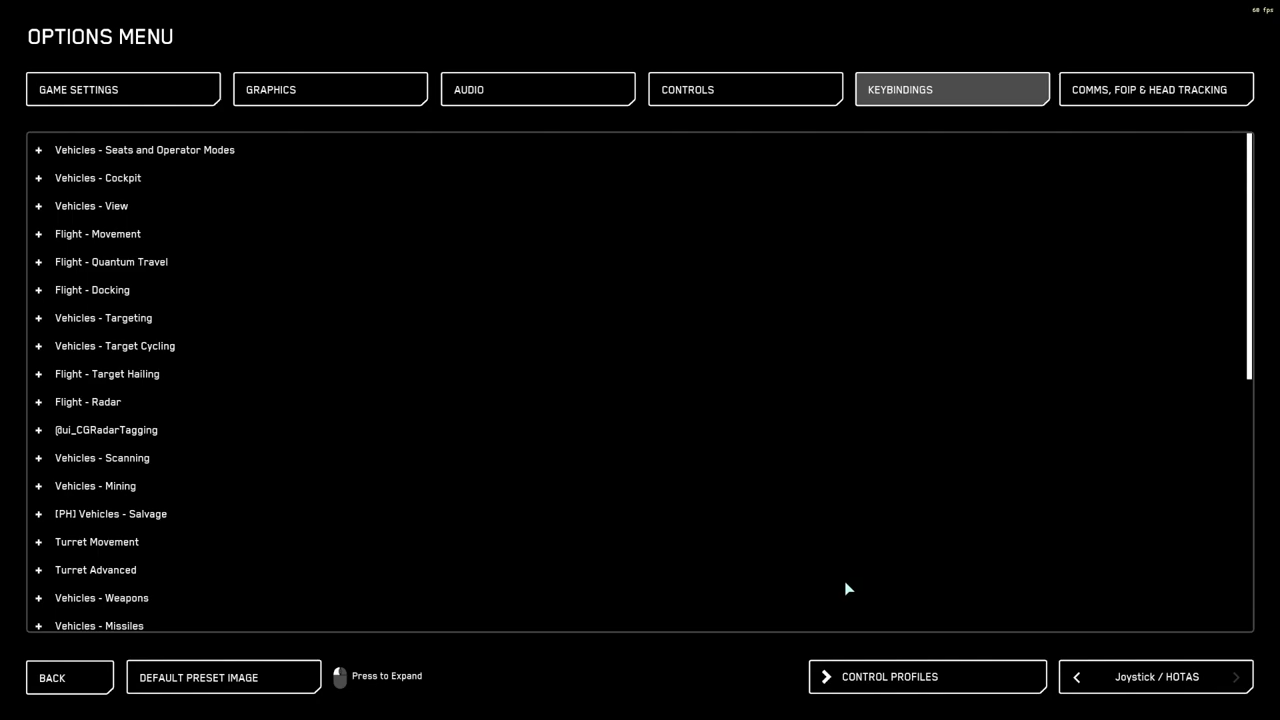 60 fps
OPTIONS MENU
GAME SETTINGS
GRAPHICS
AUDIO
CONTROLS
KEYBINDINGS
COMMS, FOIP & HEAD TRACKING
+ Vehicles - Seats and Operator Modes
+ Vehicles - Cockpit
+ Vehicles - View
+ Flight - Movement
+ Flight - Quantum Travel
+ Flight - Docking
+ Vehicles - Targeting
+ Vehicles - Target Cycling
+ Flight - Target Hailing
+ Flight - Radar
+ @ui_CGRadarTagging
+ Vehicles - Scanning
+ Vehicles - Mining
+ [PH] Vehicles - Salvage
+ Turret Movement
+ Turret Advanced
+ Vehicles - Weapons
+ Vehicles - Missiles
BACK
DEFAULT PRESET IMAGE
Press to Expand
CONTROL PROFILES
Joystick / HOTAS